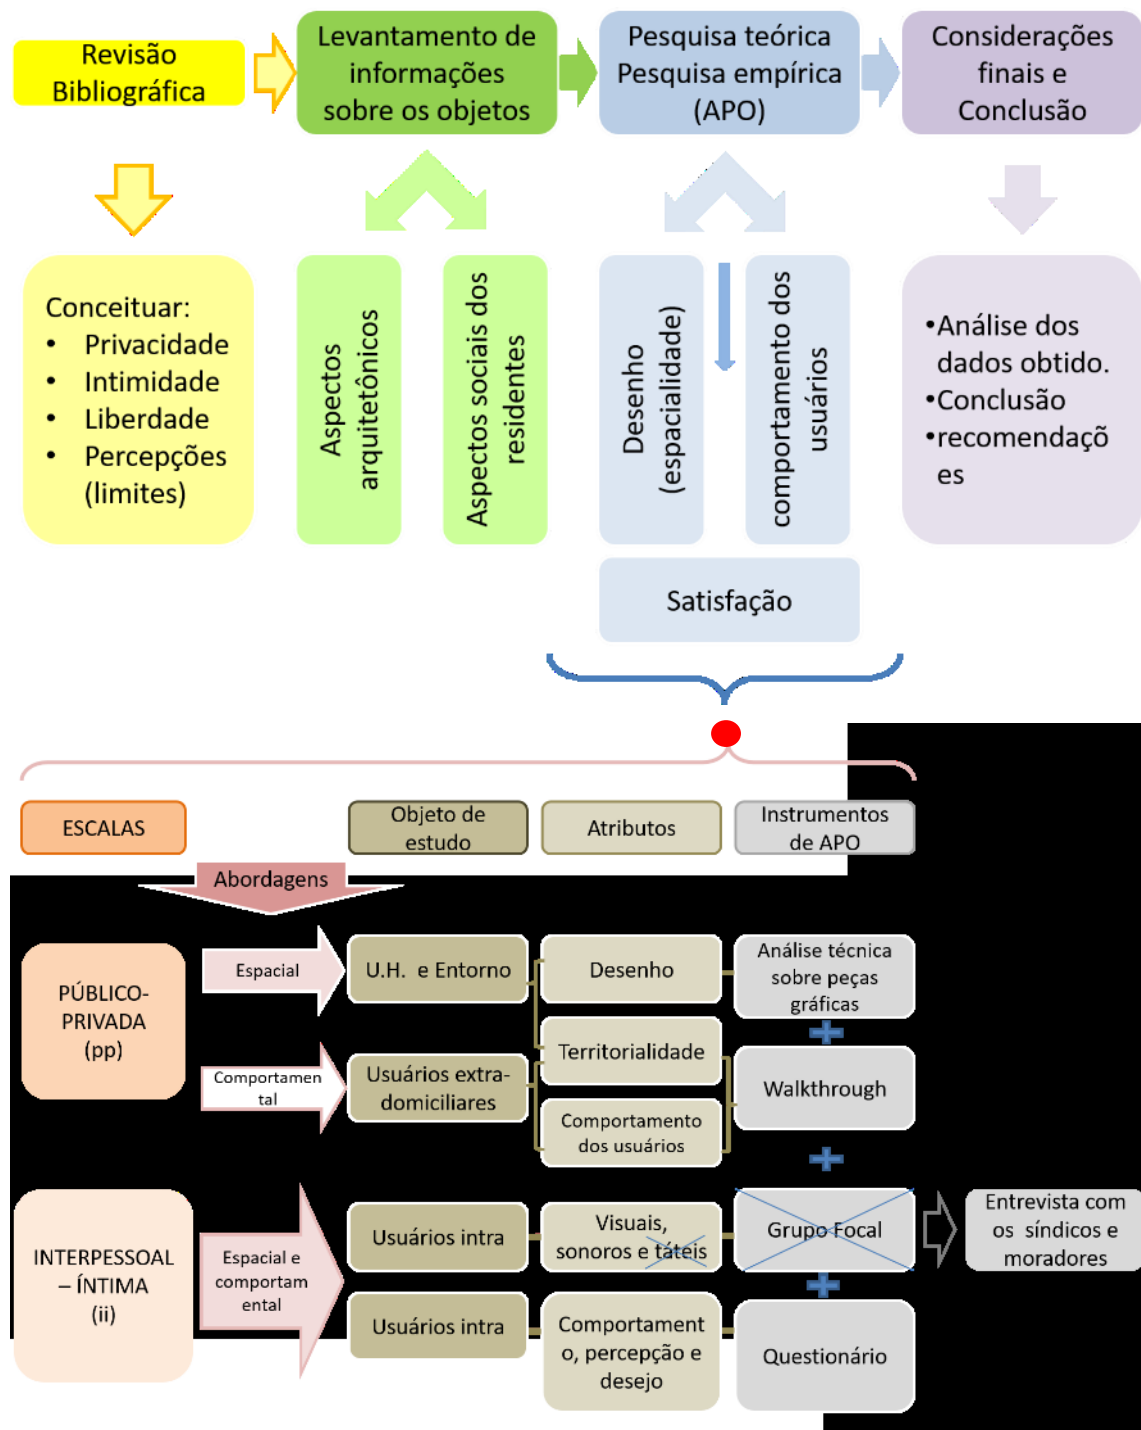 Revisão
Bibliográfica
Levantamento de
informações
sobre os objetos
Pesquisa teórica
Pesquisa empírica
(APO)
Considerações
finais e
Conclusão
Conceituar:
• Privacidade
• Intimidade
• Liberdade
• Percepções
(limites)
Aspectos
arquitetônicos
Aspectos sociais dos
residentes
Desenho
(espacialidade)
comportamento dos
usuários
•Análise dos
dados obtido.
•Conclusão
•recomendaçõ
es
Satisfação
ESCALAS
Objeto de
estudo
Atributos
Instrumentos
de APO
Abordagens
PÚBLICO-
PRIVADA
(pp)
Espacial
U.H. e Entorno
Desenho
Análise técnica
sobre peças
gráficas
Comportamen
tal
Usuários extra-
domiciliares
Territorialidade
Comportamento
dos usuários
Walkthrough
INTERPESSOAL
– ÍNTIMA
(ii)
Espacial e
comportam
ental
Usuários intra
Visuais,
sonoros e táteis
Grupo Focal
Entrevista com
os síndicos e
moradores
Usuários intra
Comportament
o, percepção e
desejo
Questionário